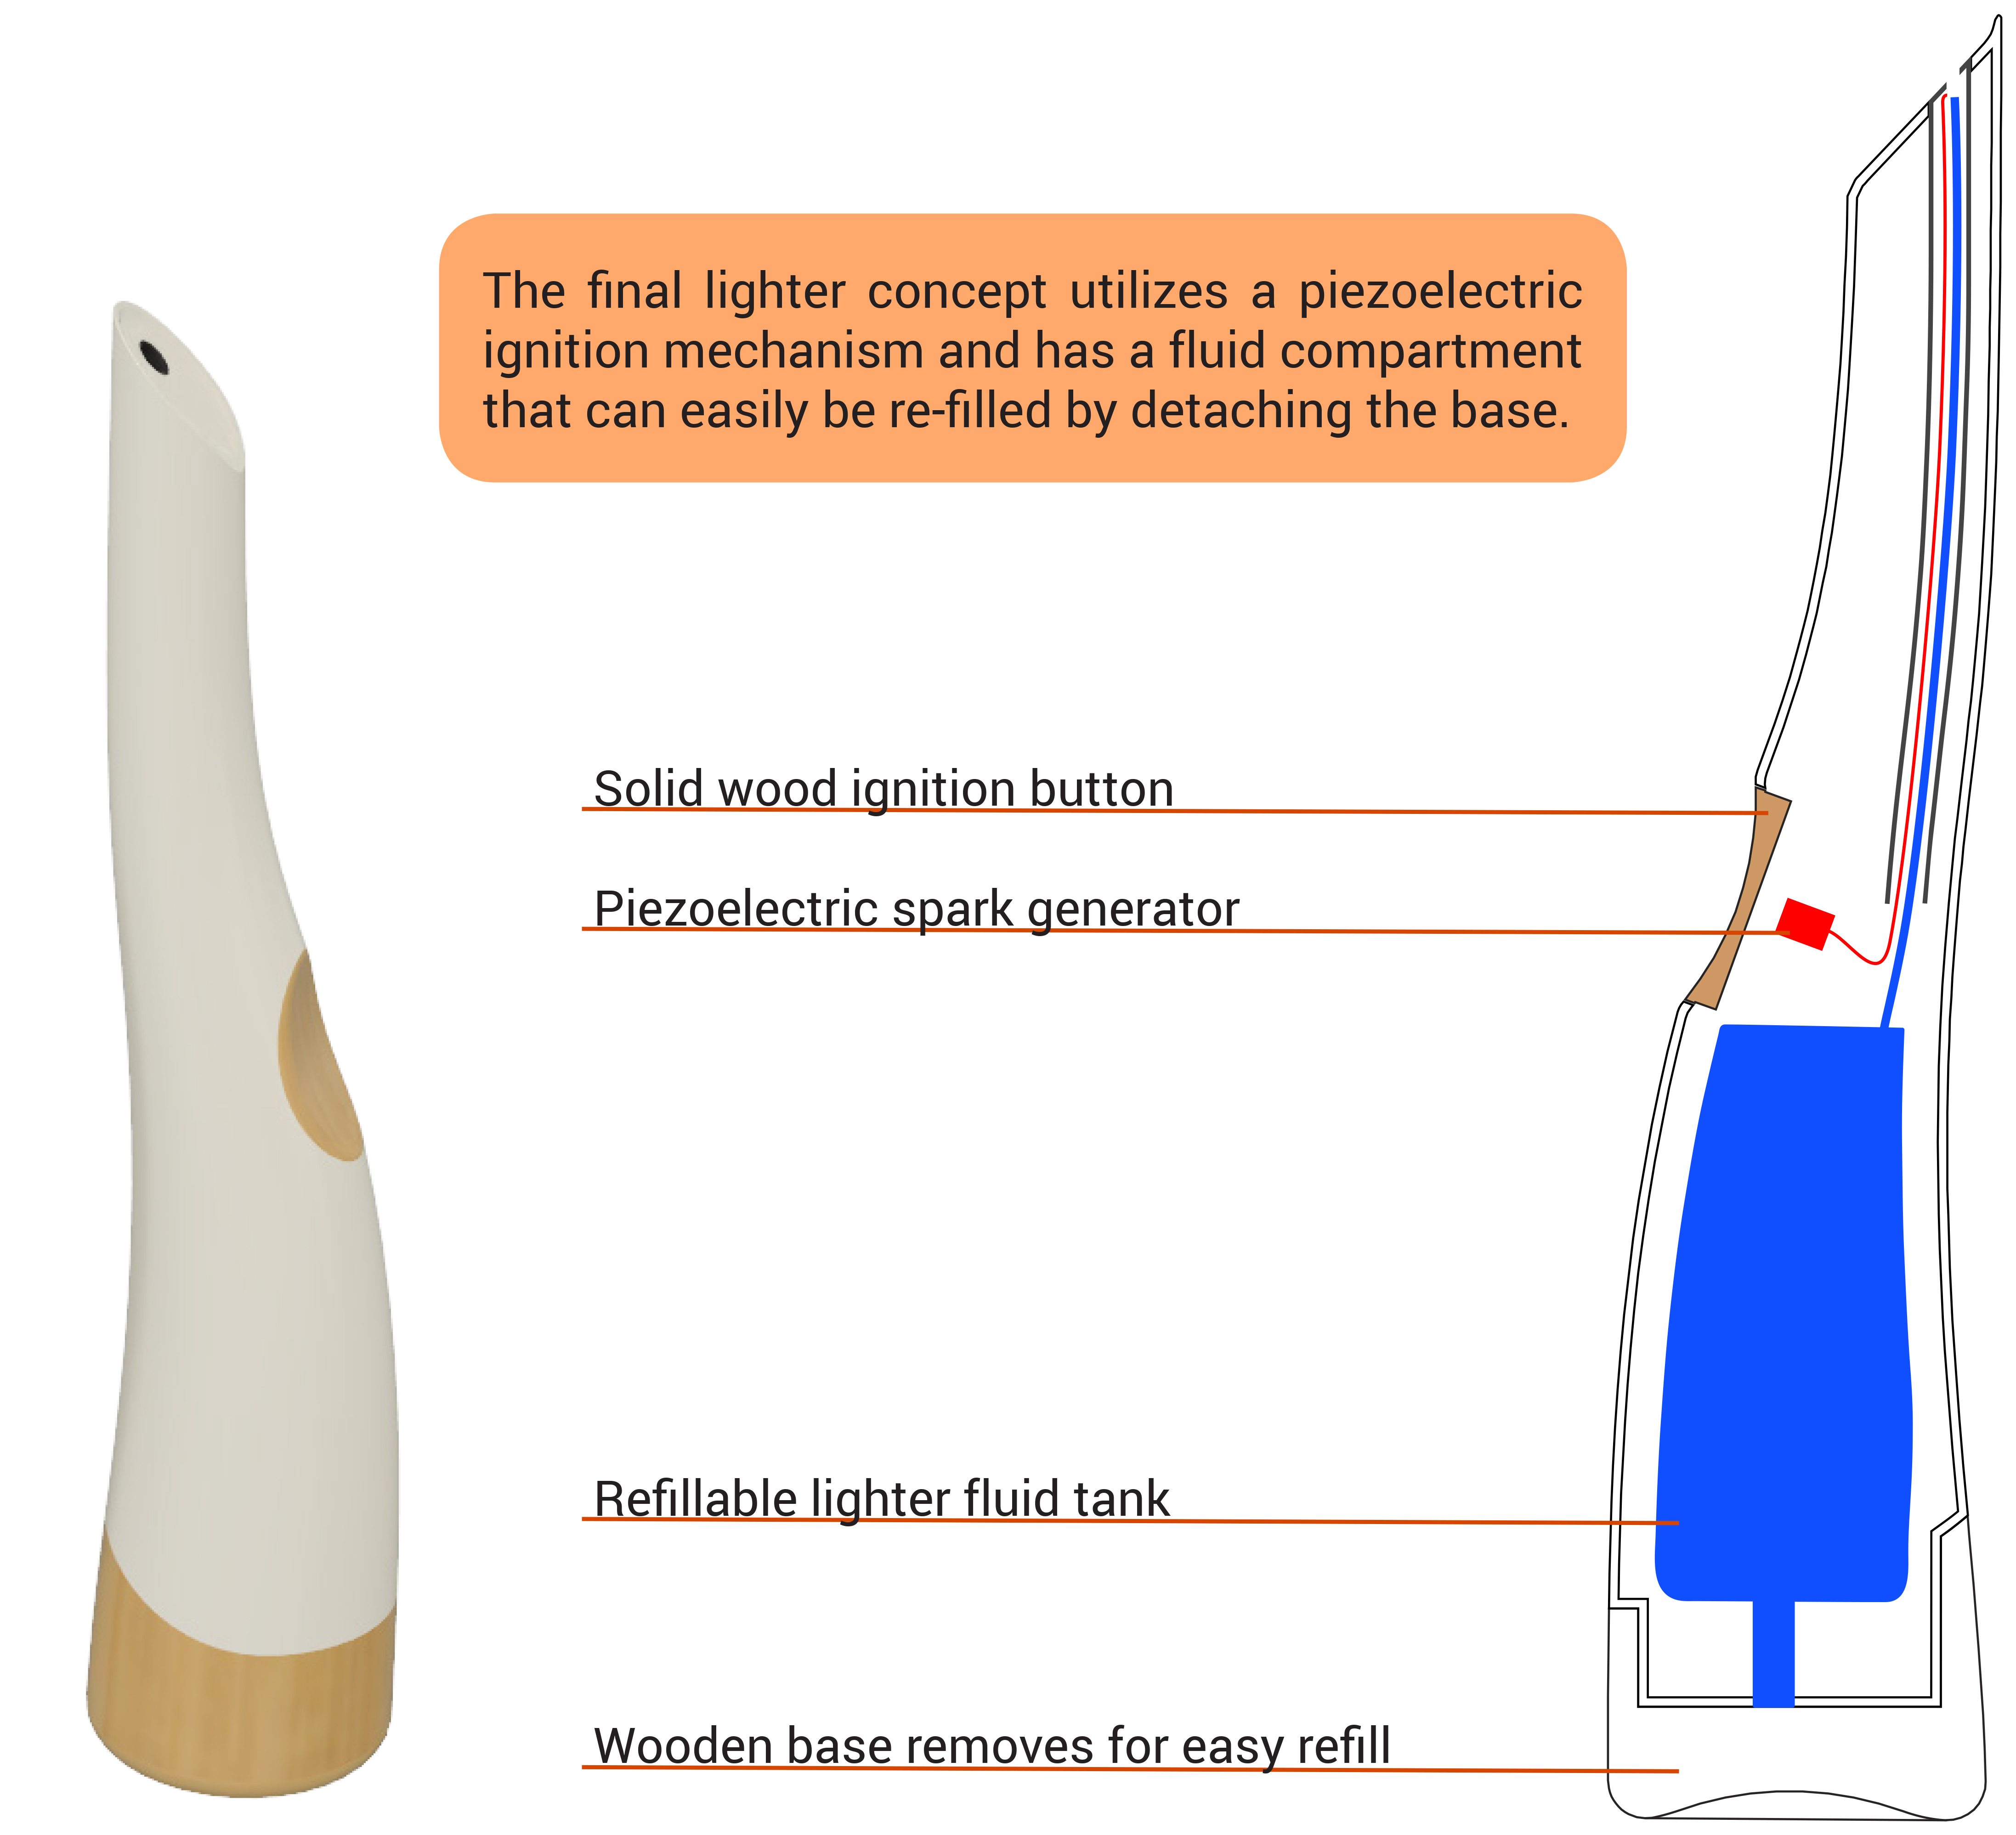 The final lighter concept utilizes a piezoelectric
ignition mechanism and has a fluid compartment
that can easily be re-filled by detaching the base.
Solid wood ignition button
Piezoelectric spark generator
Refillable lighter fluid tank
Wooden base removes for easy refill